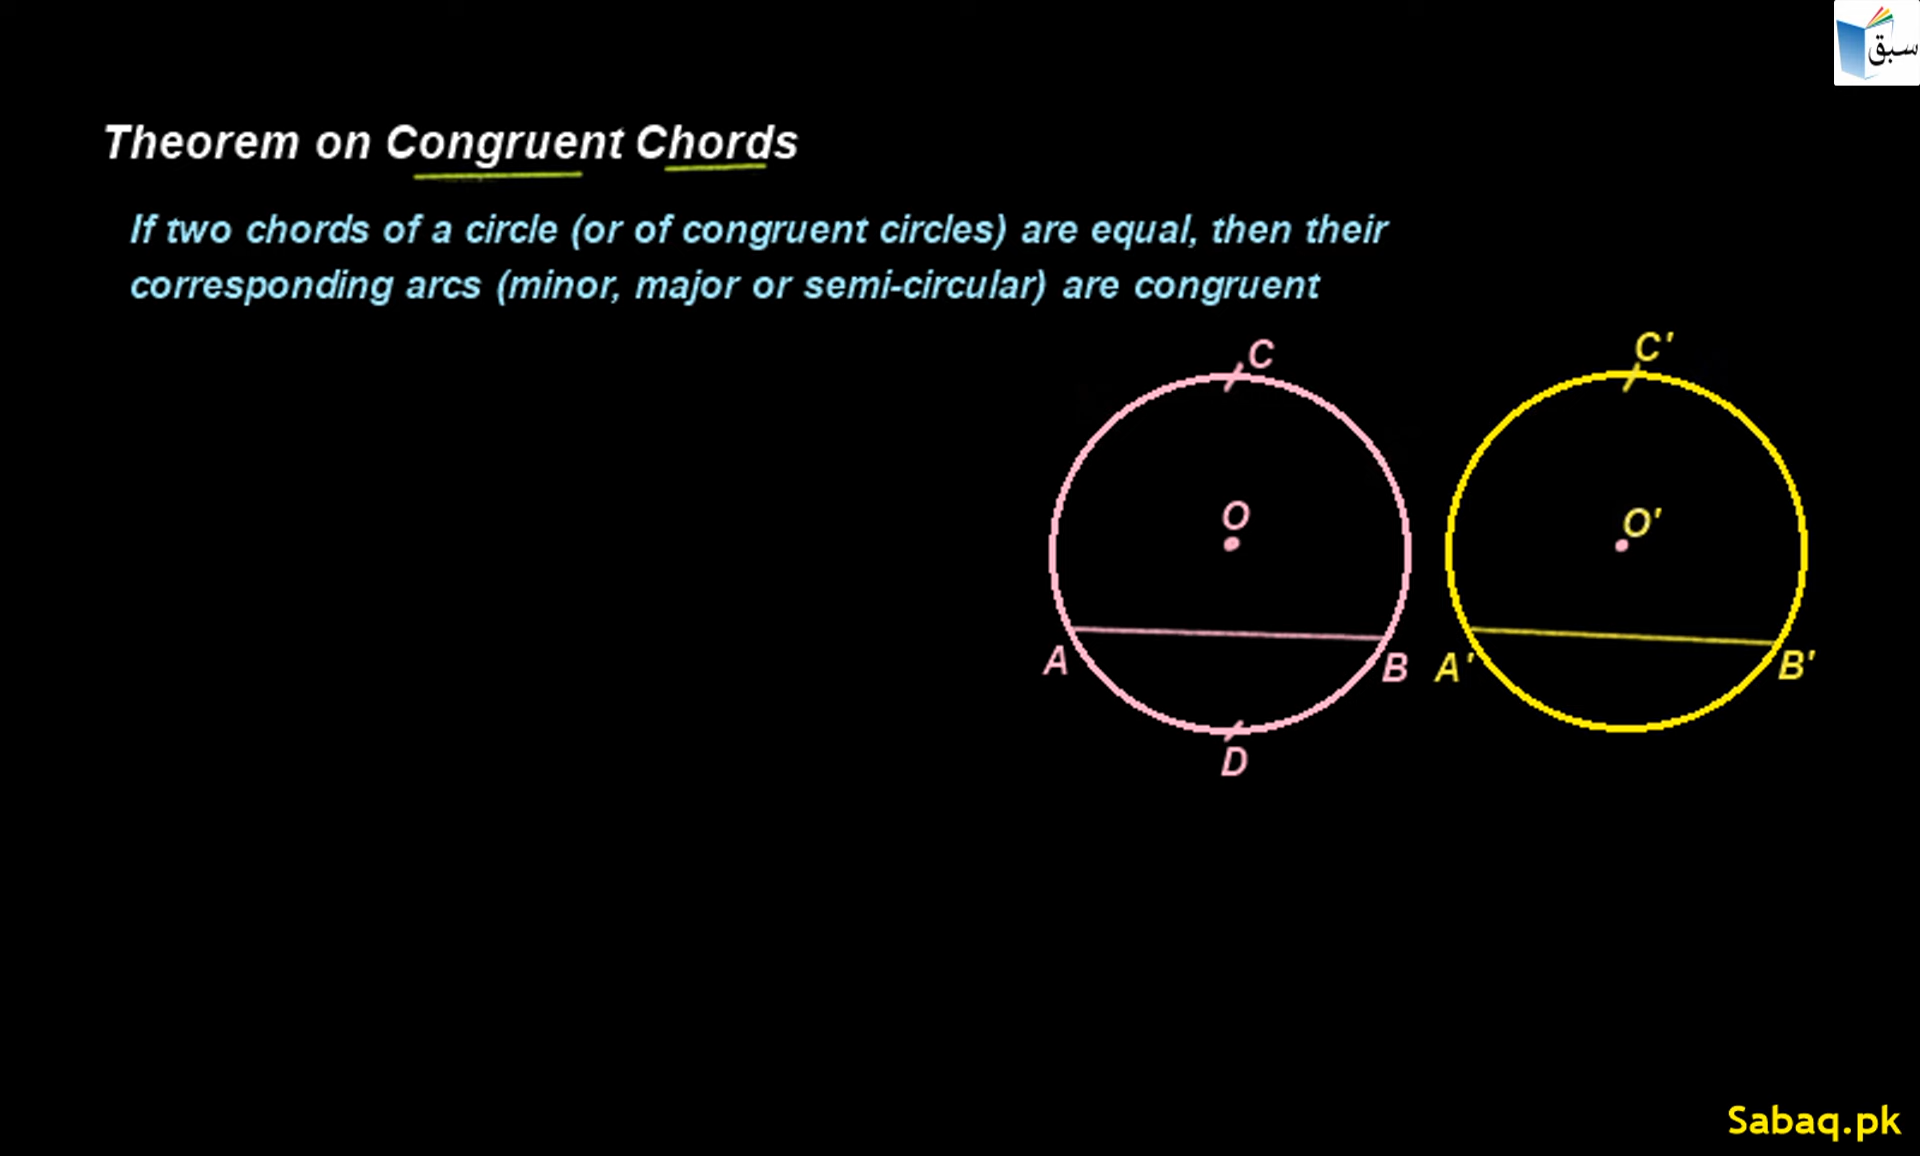 سبق
Theorem on Congruent Chords
If two chords of a circle (or of congruent circles) are equal, then their
corresponding arcs (minor, major or semi-circular) are congruent
C
C'
O
O'
A
B
A'
B'
D
Sabaq.pk